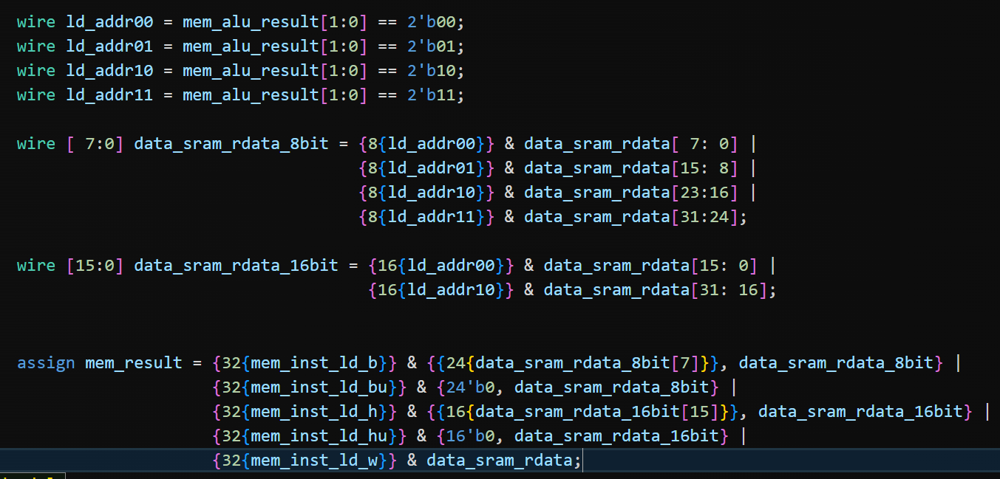 wire ld_addr00 = mem_alu_result[1:0] == 2'b00;
wire ld_addr01 = mem_alu_result[1:0] == 2'b01;
wire ld_addr10 = mem_alu_result[1:0] == 2'b10;
wire ld_addr11 = mem_alu_result[1:0] == 2'b11;
wire [ 7:0] data_sram_rdata_8bit = {8{ld_addr00}} & data_sram_rdata[ 7: 0] |
{8{ld_addr01}} & data_sram_rdata[15: 8] |
{8{ld_addr10}} & data_sram_rdata[23:16] |
{8{ld_addr11}} & data_sram_rdata[31:24];
wire [15:0] data_sram_rdata_16bit = {16{ld_addr00}} & data_sram_rdata[15: 0] |
{16{ld_addr10}} & data_sram_rdata[31: 16];
assign mem_result = {32{mem_inst_ld_b}} & {{24{data_sram_rdata_8bit[7]}}, data_sram_rdata_8bit} |
{32{mem_inst_ld_bu}} & {24'b0, data_sram_rdata_8bit} |
{32{mem_inst_ld_h}} & {{16{data_sram_rdata_16bit[15]}}, data_sram_rdata_16bit} |
{32{mem_inst_ld_hu}} & {16'b0, data_sram_rdata_16bit} |
{32{mem_inst_ld_w}} & data_sram_rdata;